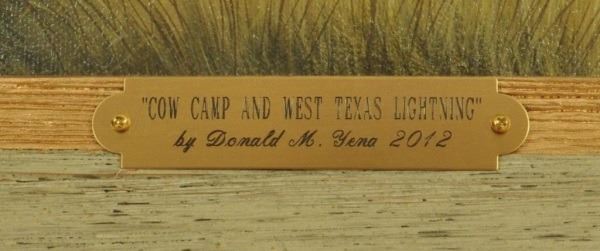 "COW CAMP AND WEST TEXAS LIGHTNING"
by Donald M. Yena 2012